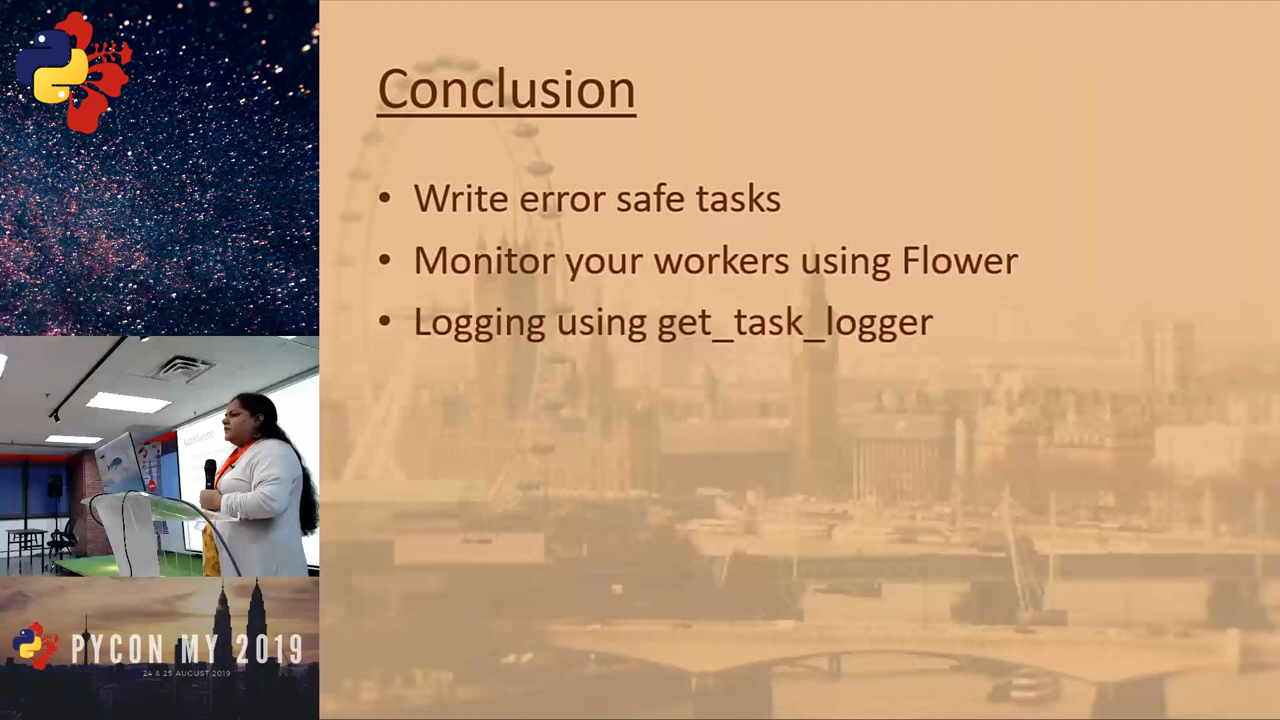 Conclusion
• Write error safe tasks
• Monitor your workers using Flower
• Logging using get_task_logger
Conclusion
PYCON MY 2019
24 & 25 AUGUST 2019